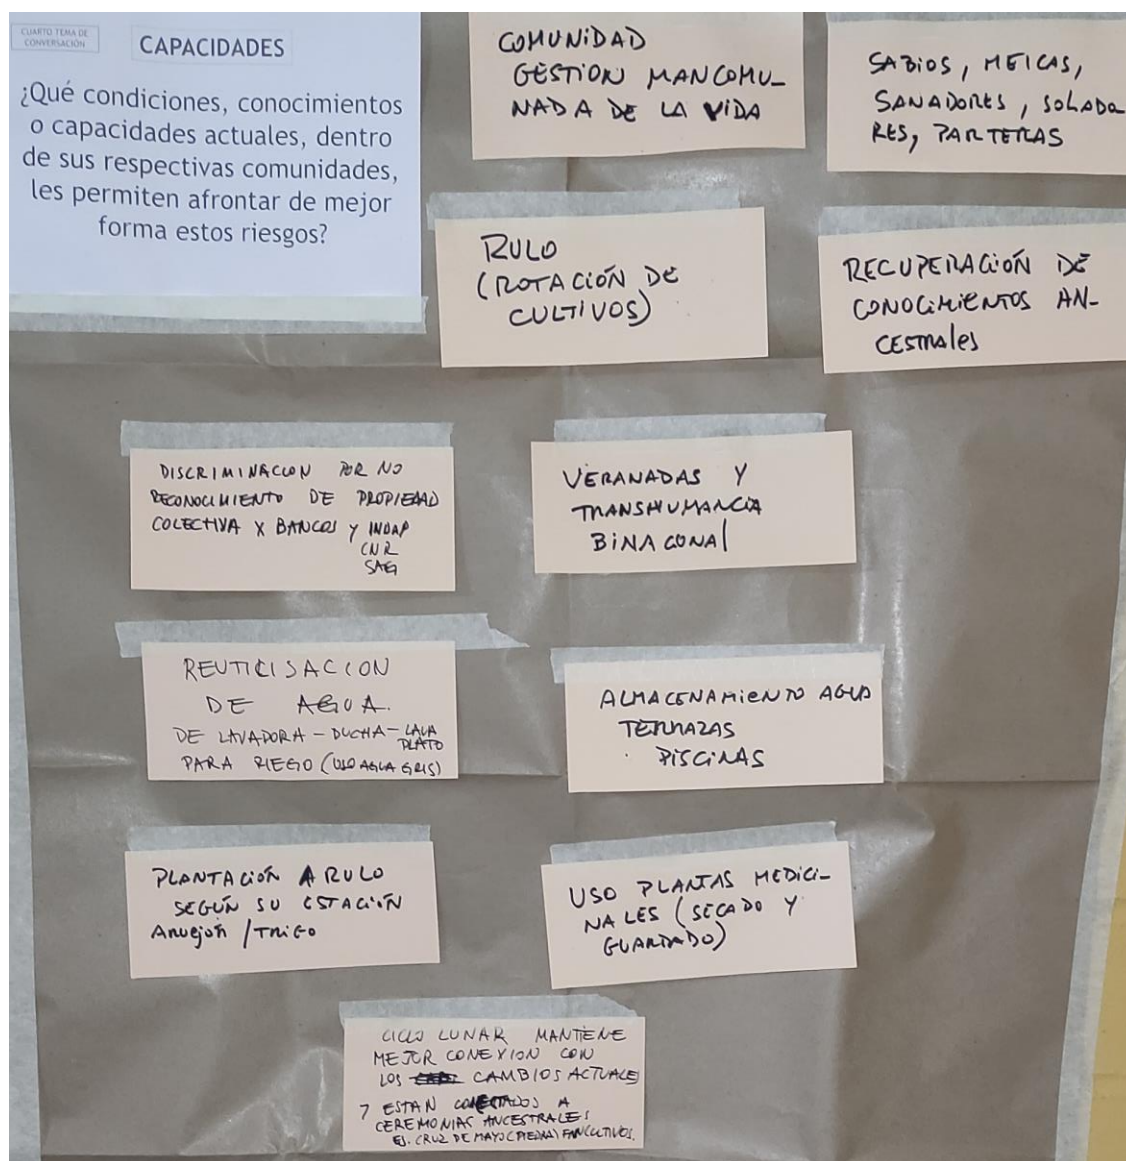 CUARTO TEMA DE
CONVERSACIÓN
CAPACIDADES
¿Qué condiciones, conocimientos
o capacidades actuales, dentro
de sus respectivas comunidades,
les permiten afrontar de mejor
forma estos riesgos?
COMUNIDAD
GESTION MANCOMU-
NADA DE LA VIDA
SABIOS, MEICAS,
SANADORES, SOBADO
RES, PARTERAS
RULO
(ROTACIÓN DE
CULTIVOS)
RECUPERACIÓN DE
CONOCIMIENTOS AN-
CESTRALES
DISCRIMINACION POR NO
RECONOCIMIENTO DE PROPIEDAD
COLECTIVA X BANCOS Y INDAP
CNR
SAG
VERANADAS Y
TRANSHUMANCIA
BINACONAL
REUTILISACION
DE AGUA.
DE LAVADORA - DUCHA - LAVA
PLATO
PARA RIEGO (USO AGUA GRIS)
ALMACENAMIENTO AGUA
TERRAZAS
PISCINAS
PLANTACIÓN A RULO
SEGÚN SU ESTACIÓN
ARVEJON / TRIGO
USO PLANTAS MEDICI-
NALES (SECADO Y
GUARDADO)
CICLO LUNAR MANTIENE
MEJOR CONEXION CON
LOS CAMBIOS ACTUALE
Y ESTAN CONECTADOS A
CEREMONIAS ANCESTRALES
EJ. CRUZ DE MAYO (PIEDRA)